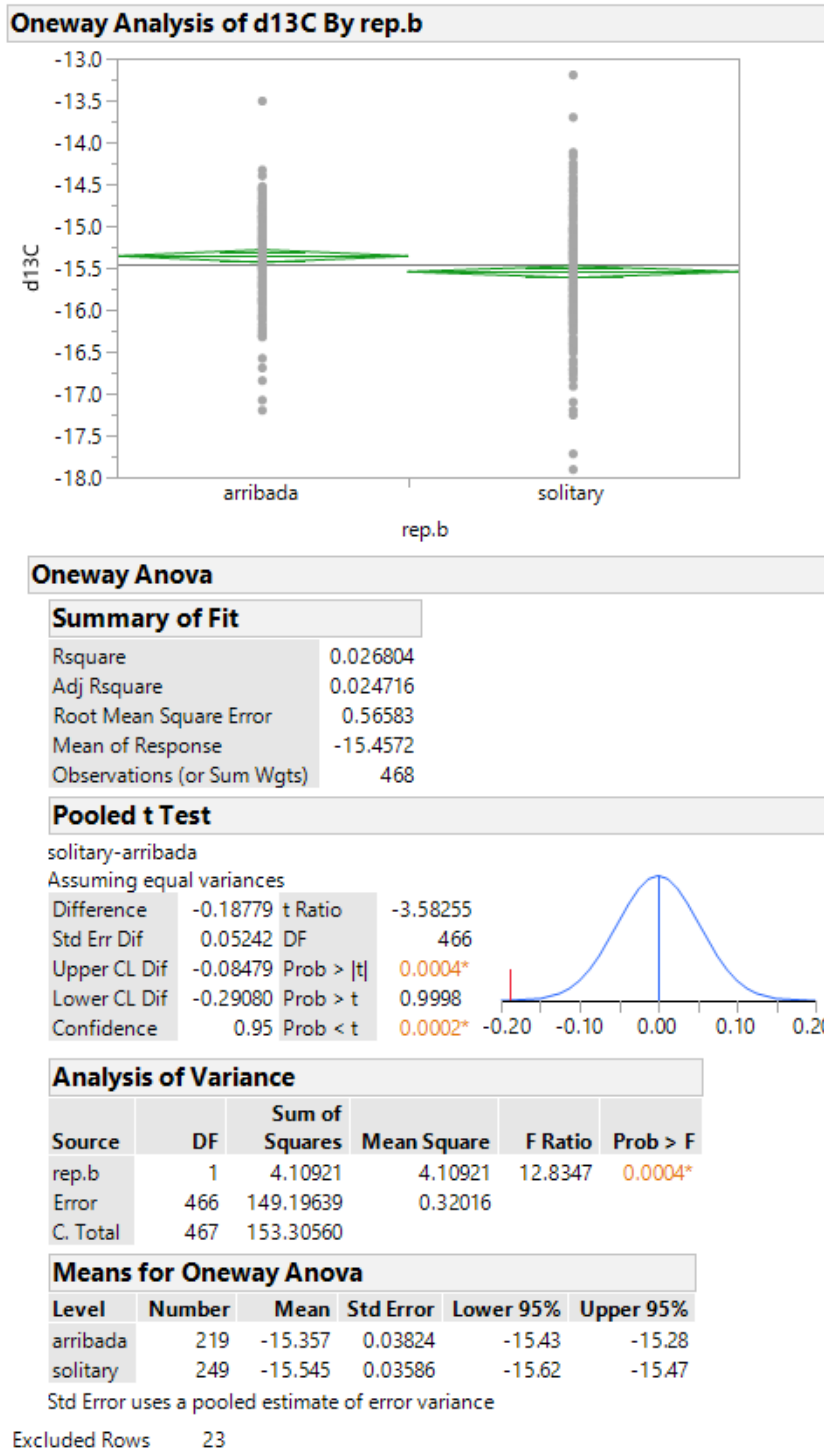 Oneway Analysis of d13C By rep.b
-13.0
-13.5
-14.0
-14.5
-15.0
-15.5
-16.0
-16.5
-17.0
-17.5
-18.0
d13C
arribada solitary
rep.b
Oneway Anova
Summary of Fit
Rsquare 0.026804
Adj Rsquare 0.024716
Root Mean Square Error 0.56583
Mean of Response -15.4572
Observations (or Sum Wgts) 468
Pooled t Test
solitary-arribada
Assuming equal variances
Difference -0.18779 t Ratio -3.58255
Std Err Dif 0.05242 DF 466
Upper CL Dif -0.08479 Prob > |t| 0.0004*
Lower CL Dif -0.29080 Prob > t 0.9998
Confidence 0.95 Prob < t 0.0002*
-0.20 -0.10 0.00 0.10 0.20
Analysis of Variance
Sum of
Source DF Squares Mean Square F Ratio Prob > F
rep.b 1 4.10921 4.10921 12.8347 0.0004*
Error 466 149.19639 0.32016
C. Total 467 153.30560
Means for Oneway Anova
Level Number Mean Std Error Lower 95% Upper 95%
arribada 219 -15.357 0.03824 -15.43 -15.28
solitary 249 -15.545 0.03586 -15.62 -15.47
Std Error uses a pooled estimate of error variance
Excluded Rows 23